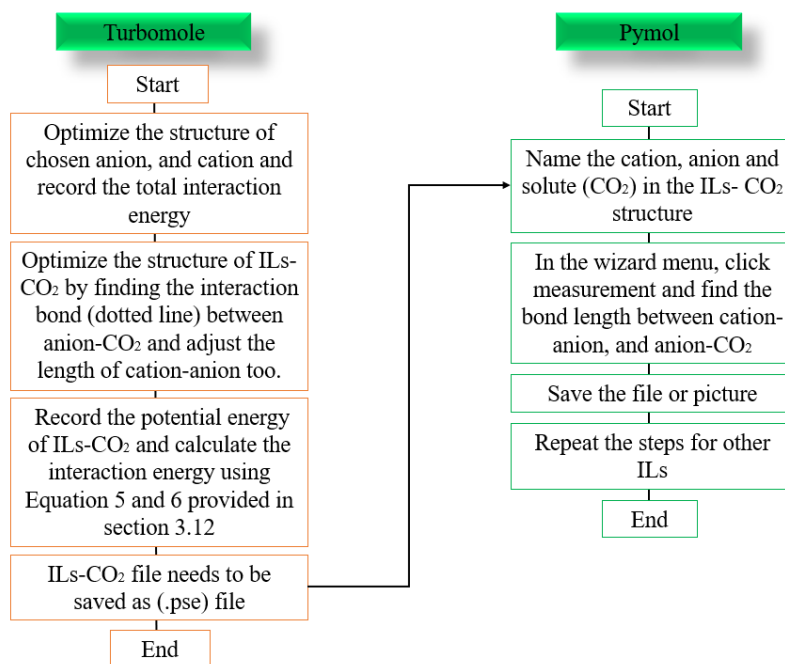 Turbomole
Start
Optimize the structure of
chosen anion, and cation and
record the total interaction
energy
Optimize the structure of ILs-
CO₂ by finding the interaction
bond (dotted line) between
anion-CO₂ and adjust the
length of cation-anion too.
Record the potential energy
of ILs-CO₂ and calculate the
interaction energy using
Equation 5 and 6 provided in
section 3.12
ILs-CO₂ file needs to be
saved as (.pse) file
End
Pymol
Start
Name the cation, anion and
solute (CO₂) in the ILs- CO₂
structure
In the wizard menu, click
measurement and find the
bond length between cation-
anion, and anion-CO₂
Save the file or picture
Repeat the steps for other
ILs
End